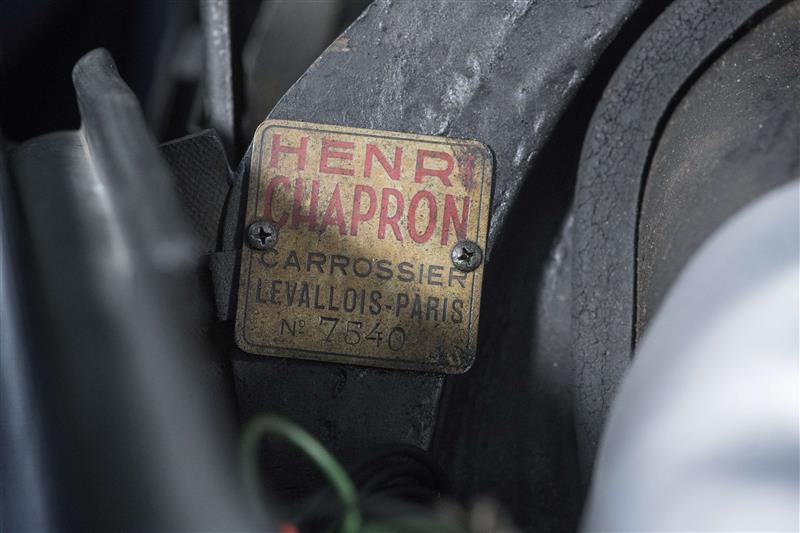 HENRI
CHAPRON
CARROSSIER
LEVALLOIS-PARIS
Nº 7540